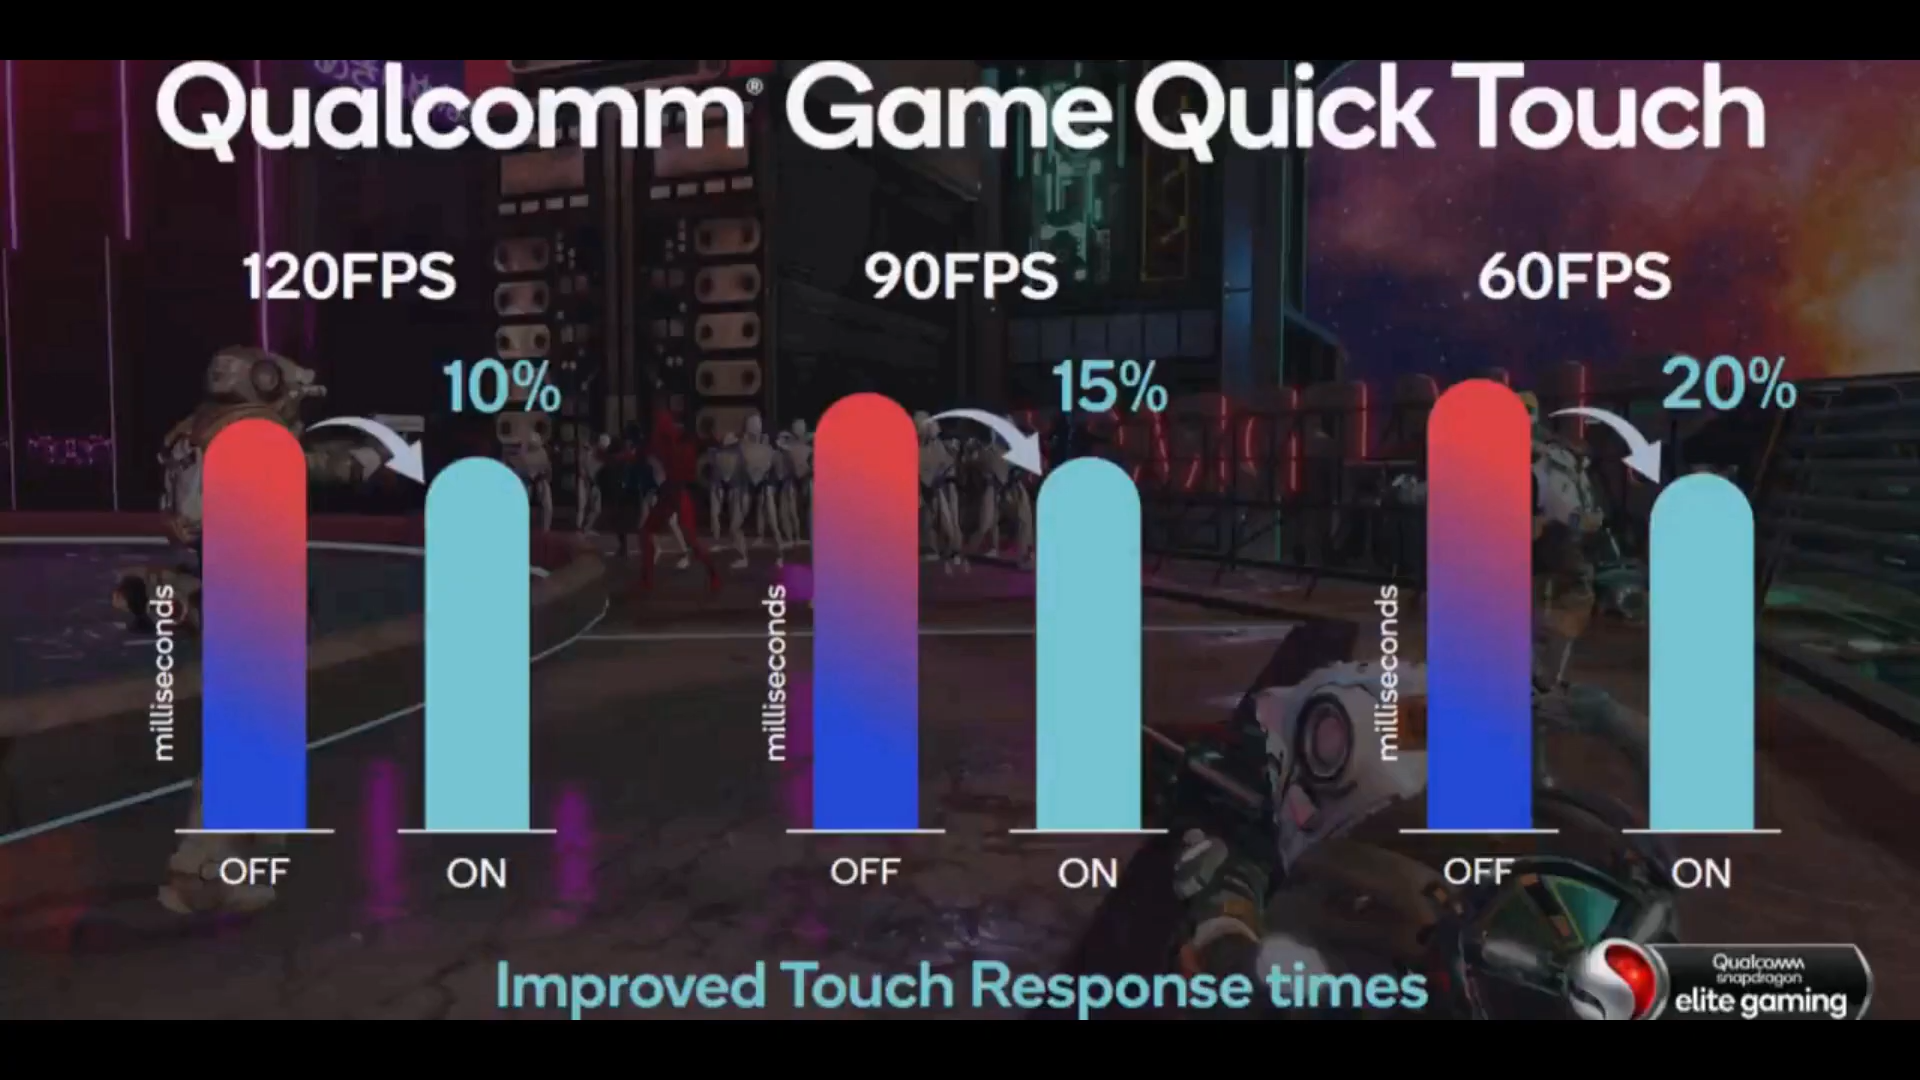 Qualcomm® Game Quick Touch
120FPS
90FPS
60FPS
10%
15%
20%
milliseconds
milliseconds
milliseconds
OFF
ON
OFF
ON
OFF
ON
Improved Touch Response times
Qualcomm
snapdragon
elite gaming